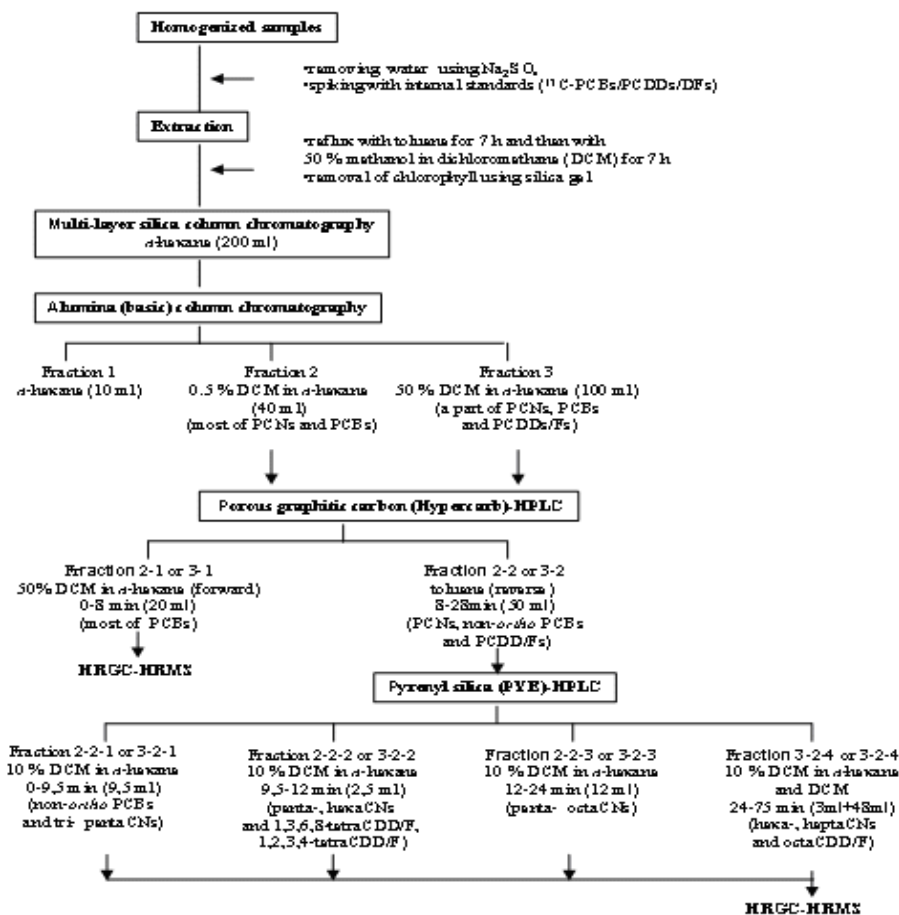 Homogenized samples
•removing water using Na2SO4
•spiking with internal standards (13C-PCBs/PCDDs/DFs)
Extraction
•reflux with toluene for 7 h and then with
50 % methanol in dichloromethane (DCM) for 7 h
•removal of chlorophyll using silica gel
Multi-layer silica column chromatography
n-hexane (200 ml)
Alumina (basic) column chromatography
Fraction 1
n-hexane (10 ml)
Fraction 2
0.5 % DCM in n-hexane
(40 ml)
(most of PCNs and PCBs)
Fraction 3
50 % DCM in n-hexane (100 ml)
(a part of PCNs, PCBs
and PCDDs/Fs)
Porous graphitic carbon (Hypercarb)-HPLC
Frraction 2-1 or 3-1
50% DCM in n-hexane (forward)
0-8 min (20 ml)
(most of PCBs)
HRGC-HRMS
Fraction 2-2 or 3-2
toluene (reverse)
8-28min (50 ml)
(PCNs, non-ortho PCBs
and PCDD/Fs)
Pyrenyl silica (PYE)-HPLC
Fraction 2-2-1 or 3-2-1
10 % DCM in n-hexane
0-9,5 min (9,5 ml)
(non-ortho PCBs
and tri- pentaCNs)
Fraction 2-2-2 or 3-2-2
10 % DCM in n-hexane
9,5-12 min (2,5 ml)
(penta-, hexaCNs
and 1,3,6,8-tetraCDD/F,
1,2,3,4-tetraCDD/F)
Fraction 2-2-3 or 3-2-3
10 % DCM in n-hexane
12-24 min (12 ml)
(penta- octaCNs)
Fraction 3-2-4 or 3-2-4
10 % DCM in n-hexane
and DCM
24-75 min (3ml+48ml)
(hexa-, heptaCNs
and octaCDD/F)
HRGC-HRMS